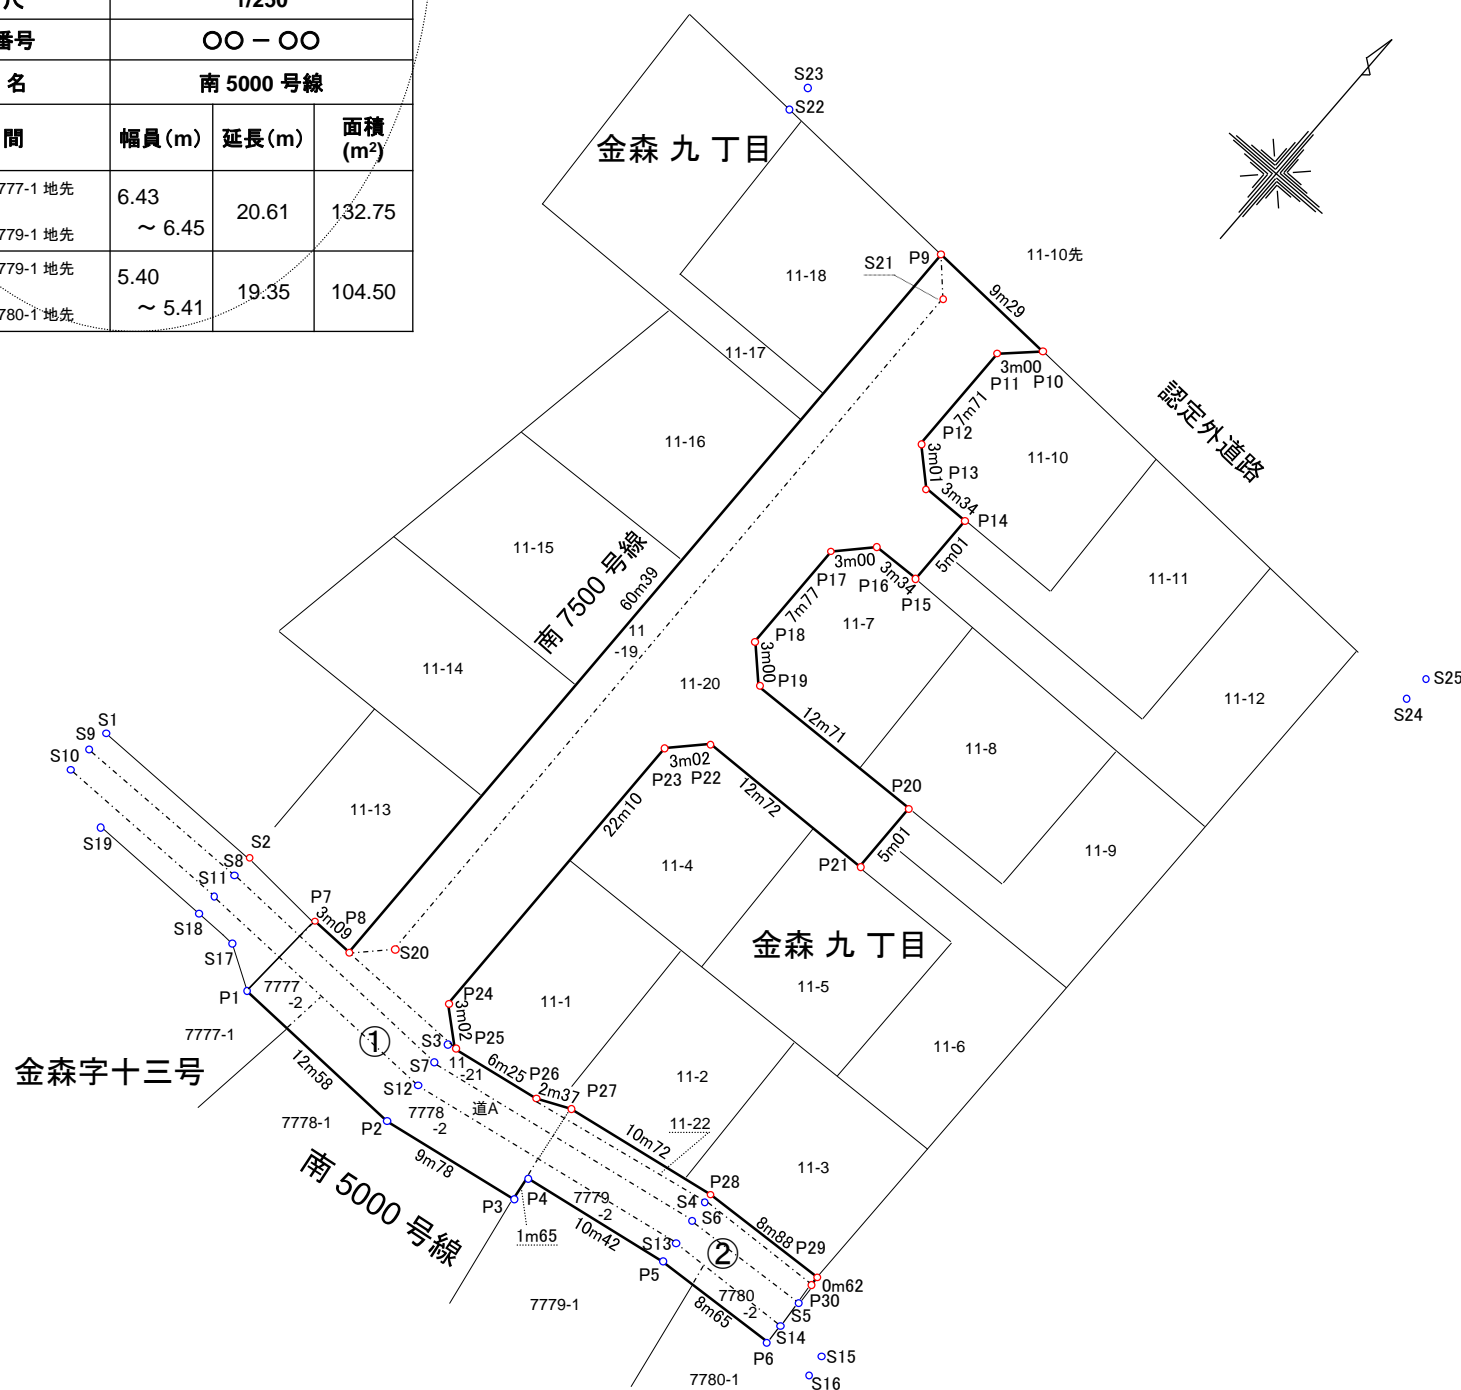 尺 1/250
番号 〇〇 － 〇〇
名 南 5000 号線
間 幅員(m) 延長(m) 面積(m²)
777-1 地先
779-1 地先
6.43
～ 6.45
20.61
132.75
779-1 地先
780-1 地先
5.40
～ 5.41
19.35
104.50
S23
S22
金森 九 丁目
P9
S21
11-18
11-10先
9m29
11-17
3m00
P11
P10
7m71
認定外道路
P12
11-16
3m01
P13
11-10
3m34
P14
南 7500 号線
60m39
11-15
P17
3m00
P16
3m34
P15
5m01
11-11
7m77
11-7
11
-19
P18
3m00
P19
11-14
11-20
11-12
S25
S24
S1
S9
S10
12m71
11-8
P20
3m02
P23
P22
12m72
22m10
11-13
S19
S2
S8
5m01
P21
11-9
11-4
S11
S18
P7
3m09
P8
S17
S20
金森 九 丁目
P1
7777
-2
11-5
P24
11-1
3m02
7777-1
①
S3
P25
11-6
金森字十三号
S7
11
-21
6m25
12m58
S12
P26
2m37
P27
11-2
道A
7778
-2
7778-1
P2
11-22
10m72
9m78
11-3
南 5000 号線
P28
P3
P4
7779
-2
S4
S6
1m65
10m42
8m88
S13
②
P29
P5
0m62
7780
-2
P30
7779-1
8m65
S5
S14
P6
S15
7780-1
S16